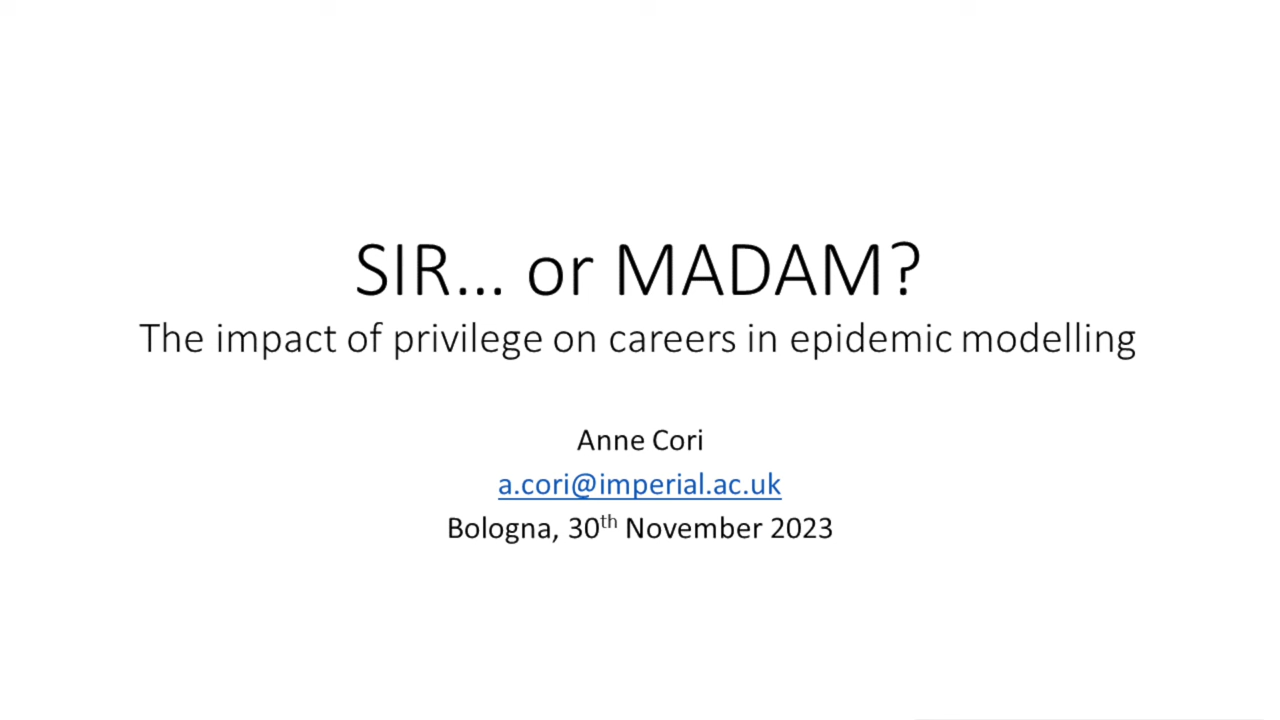 SIR... or MADAM?
The impact of privilege on careers in epidemic modelling
Anne Cori
a.cori@imperial.ac.uk
Bologna, 30th November 2023